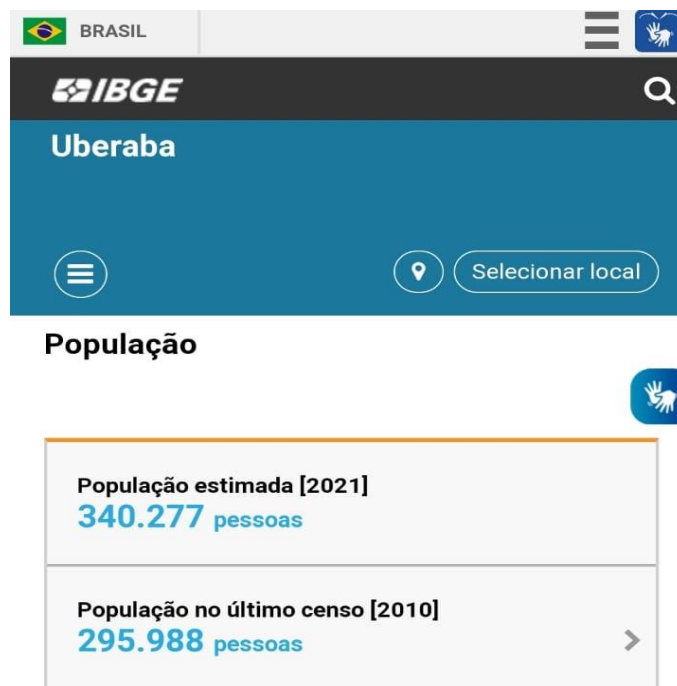 BRASIL
IBGE
Uberaba
Selecionar local
População
População estimada [2021]
340.277 pessoas
População no último censo [2010]
295.988 pessoas